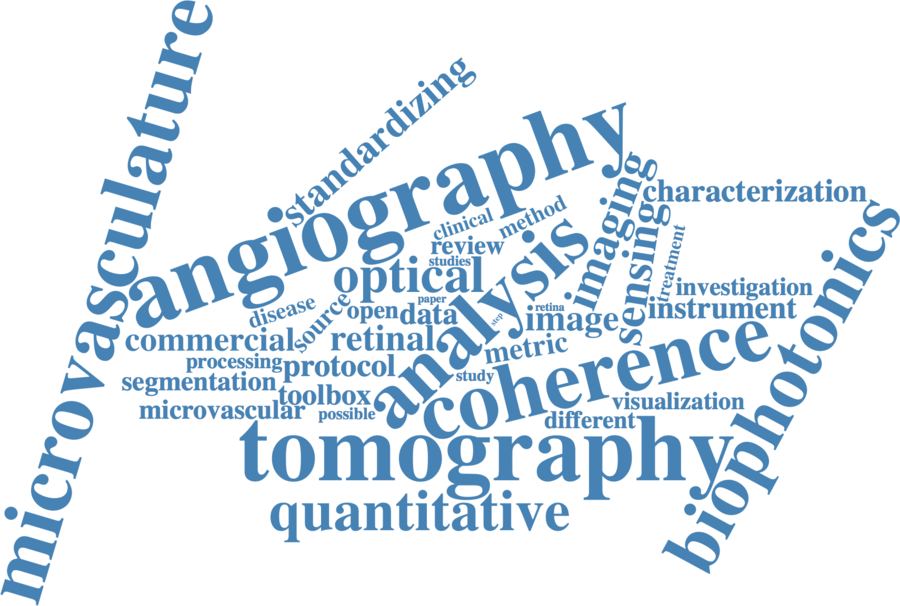 microvasculature
standardizing
angiography
imaging
characterization
clinical
method
review
sensing
treatment
biophotonics
studies
optical
analysis
investigation
disease
source
paper
open
data
step
retina
image
instrument
commercial
retinal
metric
coherence
processing
protocol
segmentation
study
toolbox
visualization
microvascular
possible
different
tomography
quantitative